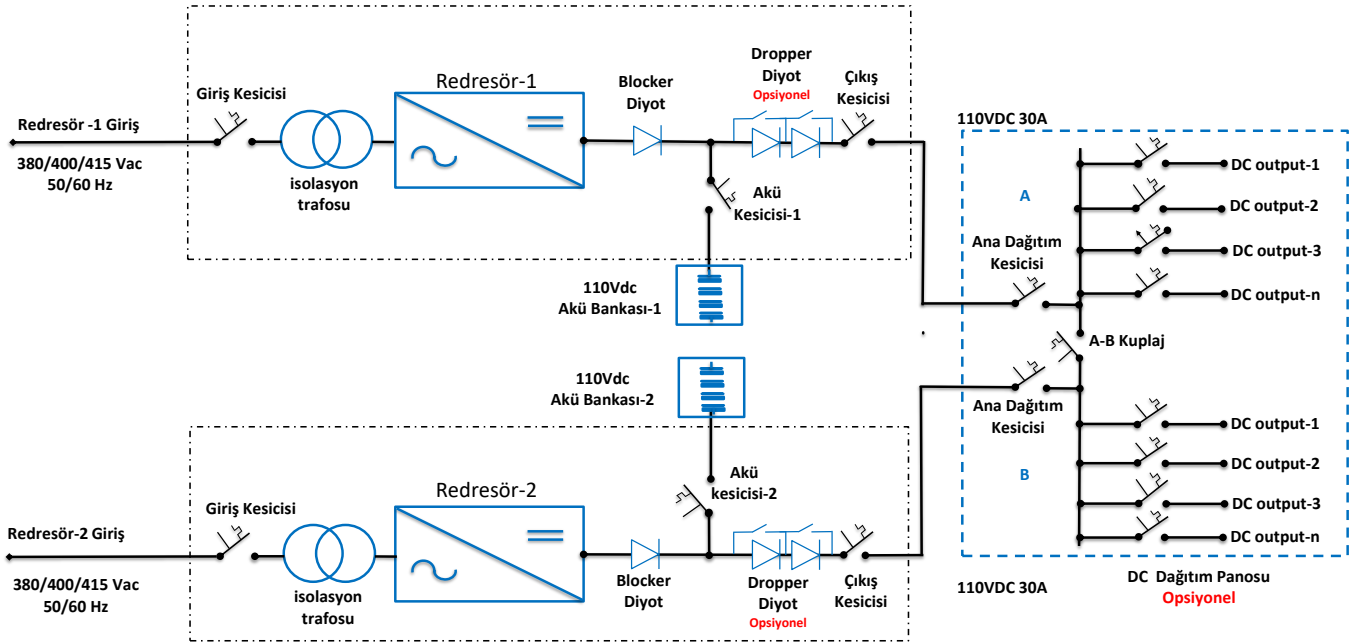 Redresör -1 Giriş
380/400/415 Vac
50/60 Hz
Giriş Kesicisi
isolasyon
trafosu
Redresör-1
Blocker
Diyot
Dropper
Diyot
Opsiyonel
Çıkış
Kesicisi
Akü
Kesicisi-1
110Vdc
Akü Bankası-1
110VDC 30A
A
Ana Dağıtım
Kesicisi
DC output-1
DC output-2
DC output-3
DC output-n
A-B Kuplaj
110Vdc
Akü Bankası-2
Akü
kesicisi-2
Redresör-2 Giriş
380/400/415 Vac
50/60 Hz
Giriş Kesicisi
isolasyon
trafosu
Redresör-2
Blocker
Diyot
Dropper
Diyot
Opsiyonel
Çıkış
Kesicisi
Ana Dağıtım
Kesicisi
B
DC output-1
DC output-2
DC output-3
DC output-n
110VDC 30A
DC Dağıtım Panosu
Opsiyonel